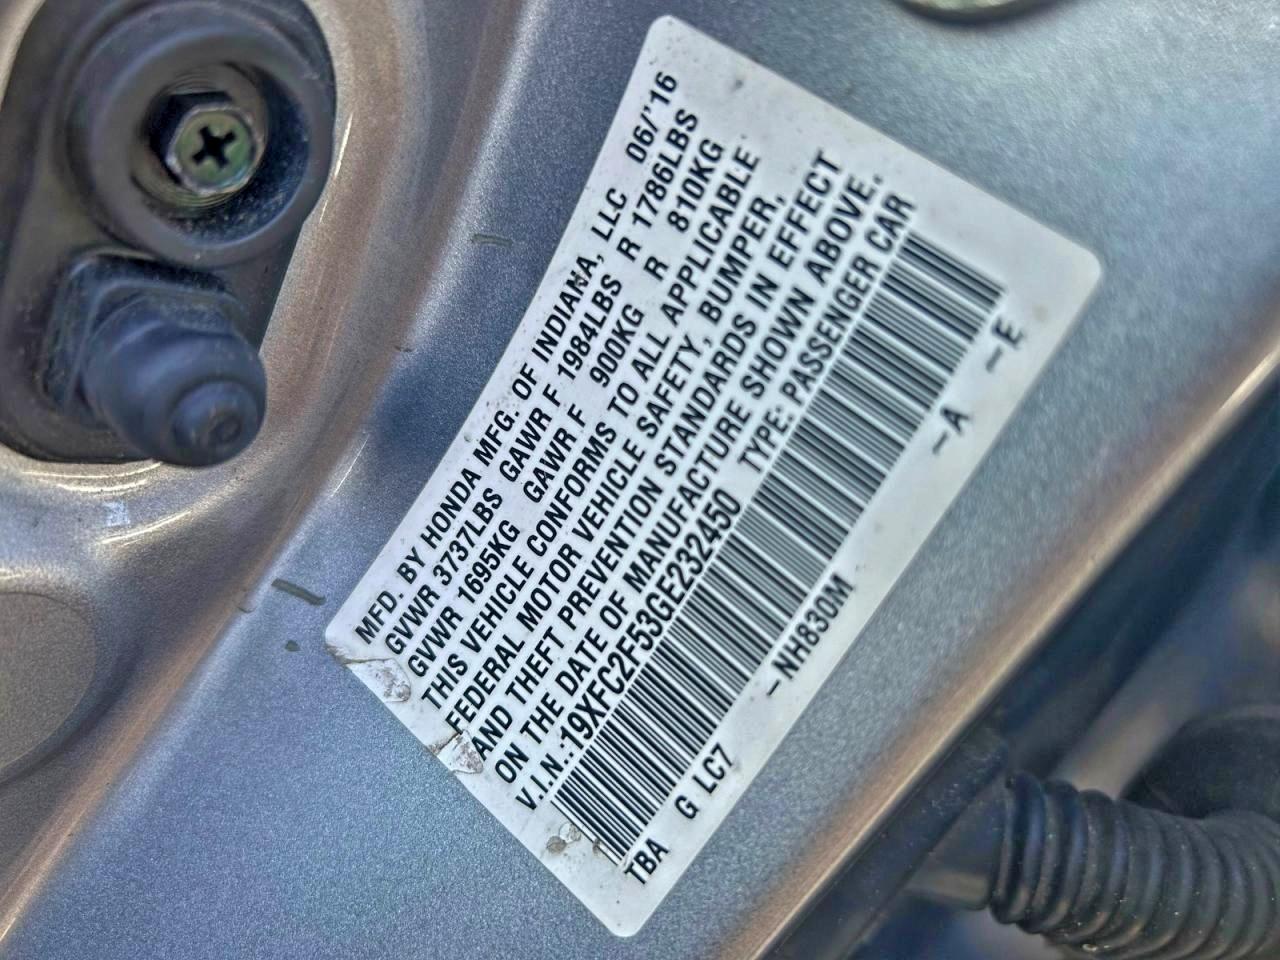 MFD. BY HONDA MFG. OF INDIANA, LLC 06/'16
GVWR 3737LBS GAWR F 1984LBS R 1786LBS
GVWR 1695KG GAWR F 900KG R 810KG
THIS VEHICLE CONFORMS TO ALL APPLICABLE
FEDERAL MOTOR VEHICLE SAFETY, BUMPER,
AND THEFT PREVENTION STANDARDS IN EFFECT
ON THE DATE OF MANUFACTURE SHOWN ABOVE.
V.I.N.:19XFC2F53GE232450 TYPE: PASSENGER CAR
TBA G LC7 -NH830M -A -E